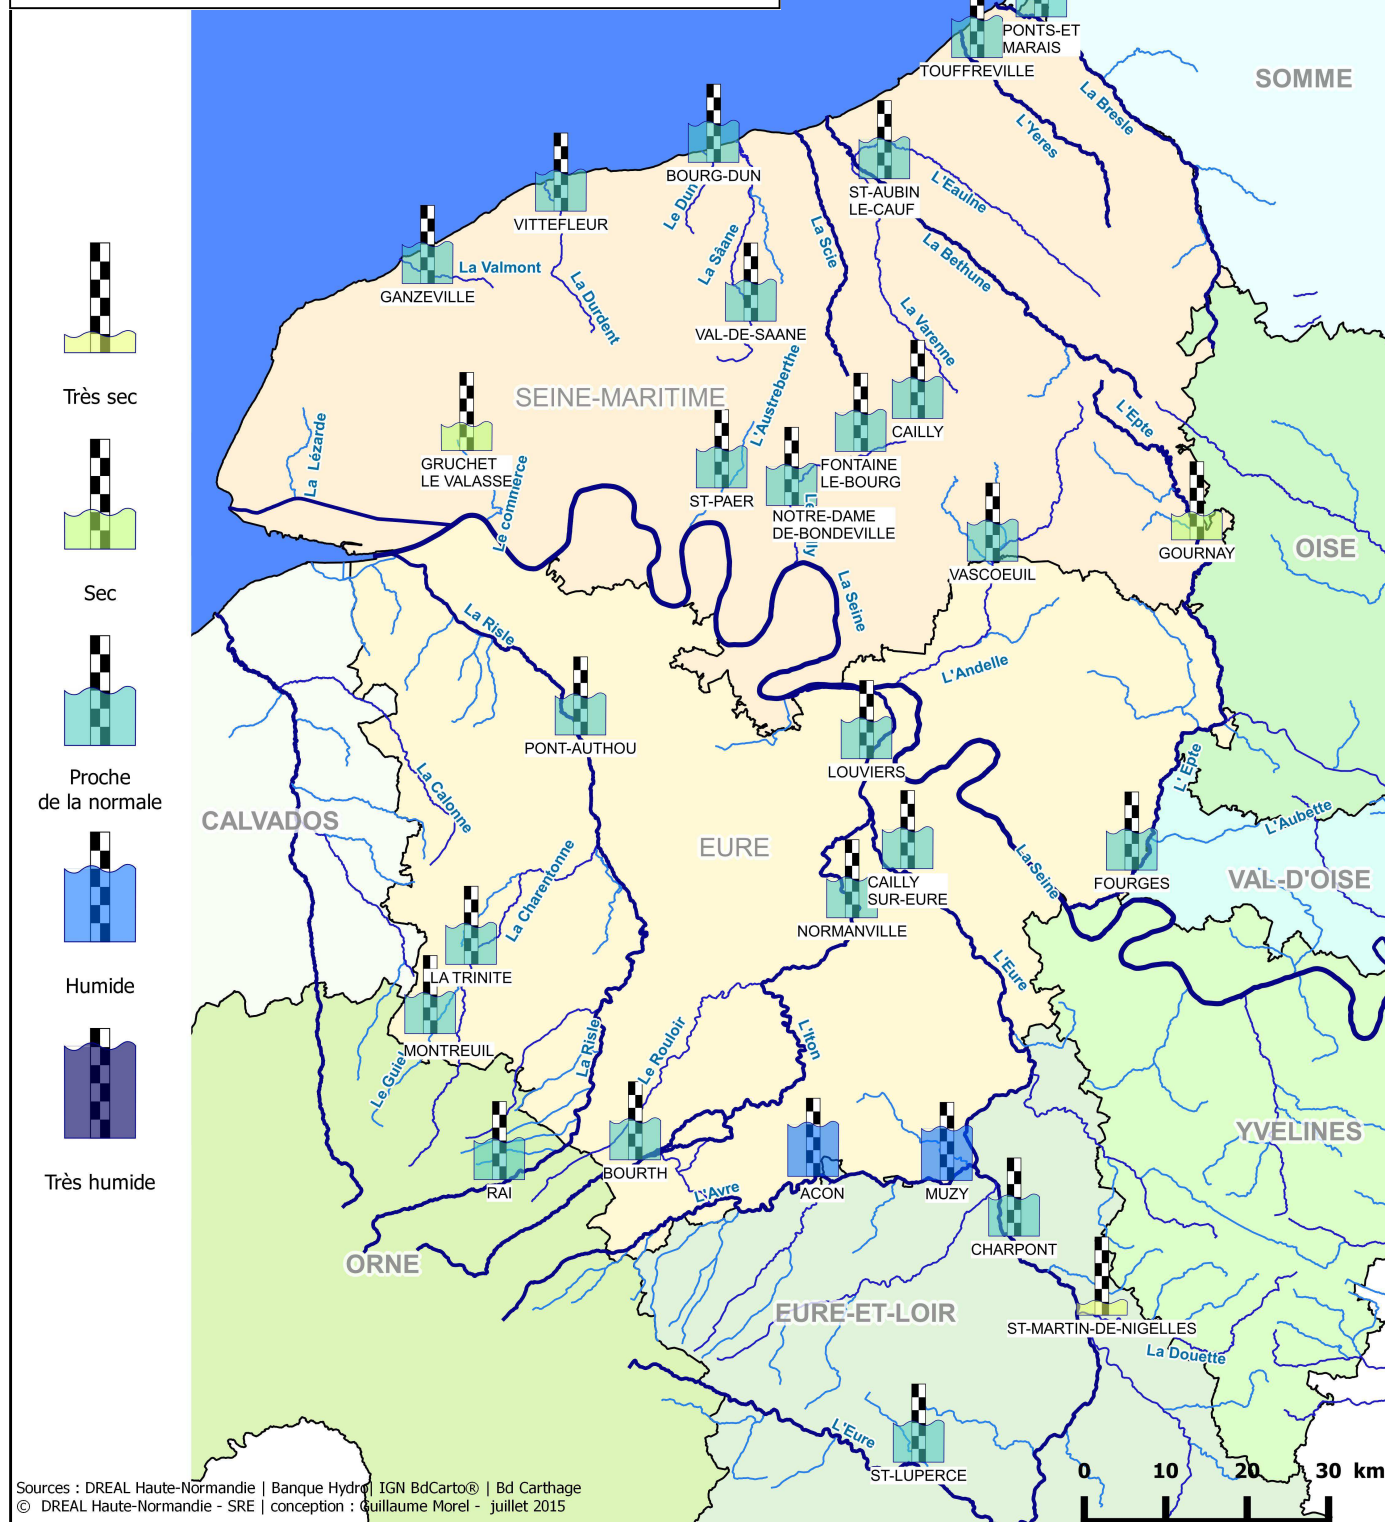 PONTS-ET
MARAIS
TOUFFREVILLE
SOMME
La Bresle
L'Yeres
BOURG-DUN
ST-AUBIN
LE-CAUF
L'Eaulne
Le Dun
VITTEFLEUR
La Sâane
La Scie
La Bethune
GANZEVILLE
La Valmont
La Durdent
VAL-DE-SAANE
La Varenne
Très sec
SEINE-MARITIME
L'Austreberthe
CAILLY
L'Epte
La Lézarde
GRUCHET
LE VALASSE
Le commerce
ST-PAER
FONTAINE
LE-BOURG
NOTRE-DAME
DE-BONDEVILLE
VASCOEUIL
GOURNAY
OISE
Sec
La Seine
La Risle
L'Andelle
PONT-AUTHOU
LOUVIERS
Proche
de la normale
L'Epte
La Calonne
CALVADOS
EURE
L'Aubette
La Charentonne
La Seine
CAILLY
SUR-EURE
FOURGES
VAL-D'OISE
NORMANVILLE
LA TRINITE
L'Eure
Humide
MONTREUIL
Le Guiel
La Risle
Le Rouloir
L'Iton
YVELINES
Très humide
RAI
BOURTH
L'Avre
ACON
MUZY
CHARPONT
ORNE
EURE-ET-LOIR
ST-MARTIN-DE-NIGELLES
La Douette
L'Eure
ST-LUPERCE
0 10 20 30 km
Sources : DREAL Haute-Normandie | Banque Hydro| IGN BdCarto® | Bd Carthage
© DREAL Haute-Normandie - SRE | conception : Guillaume Morel - juillet 2015